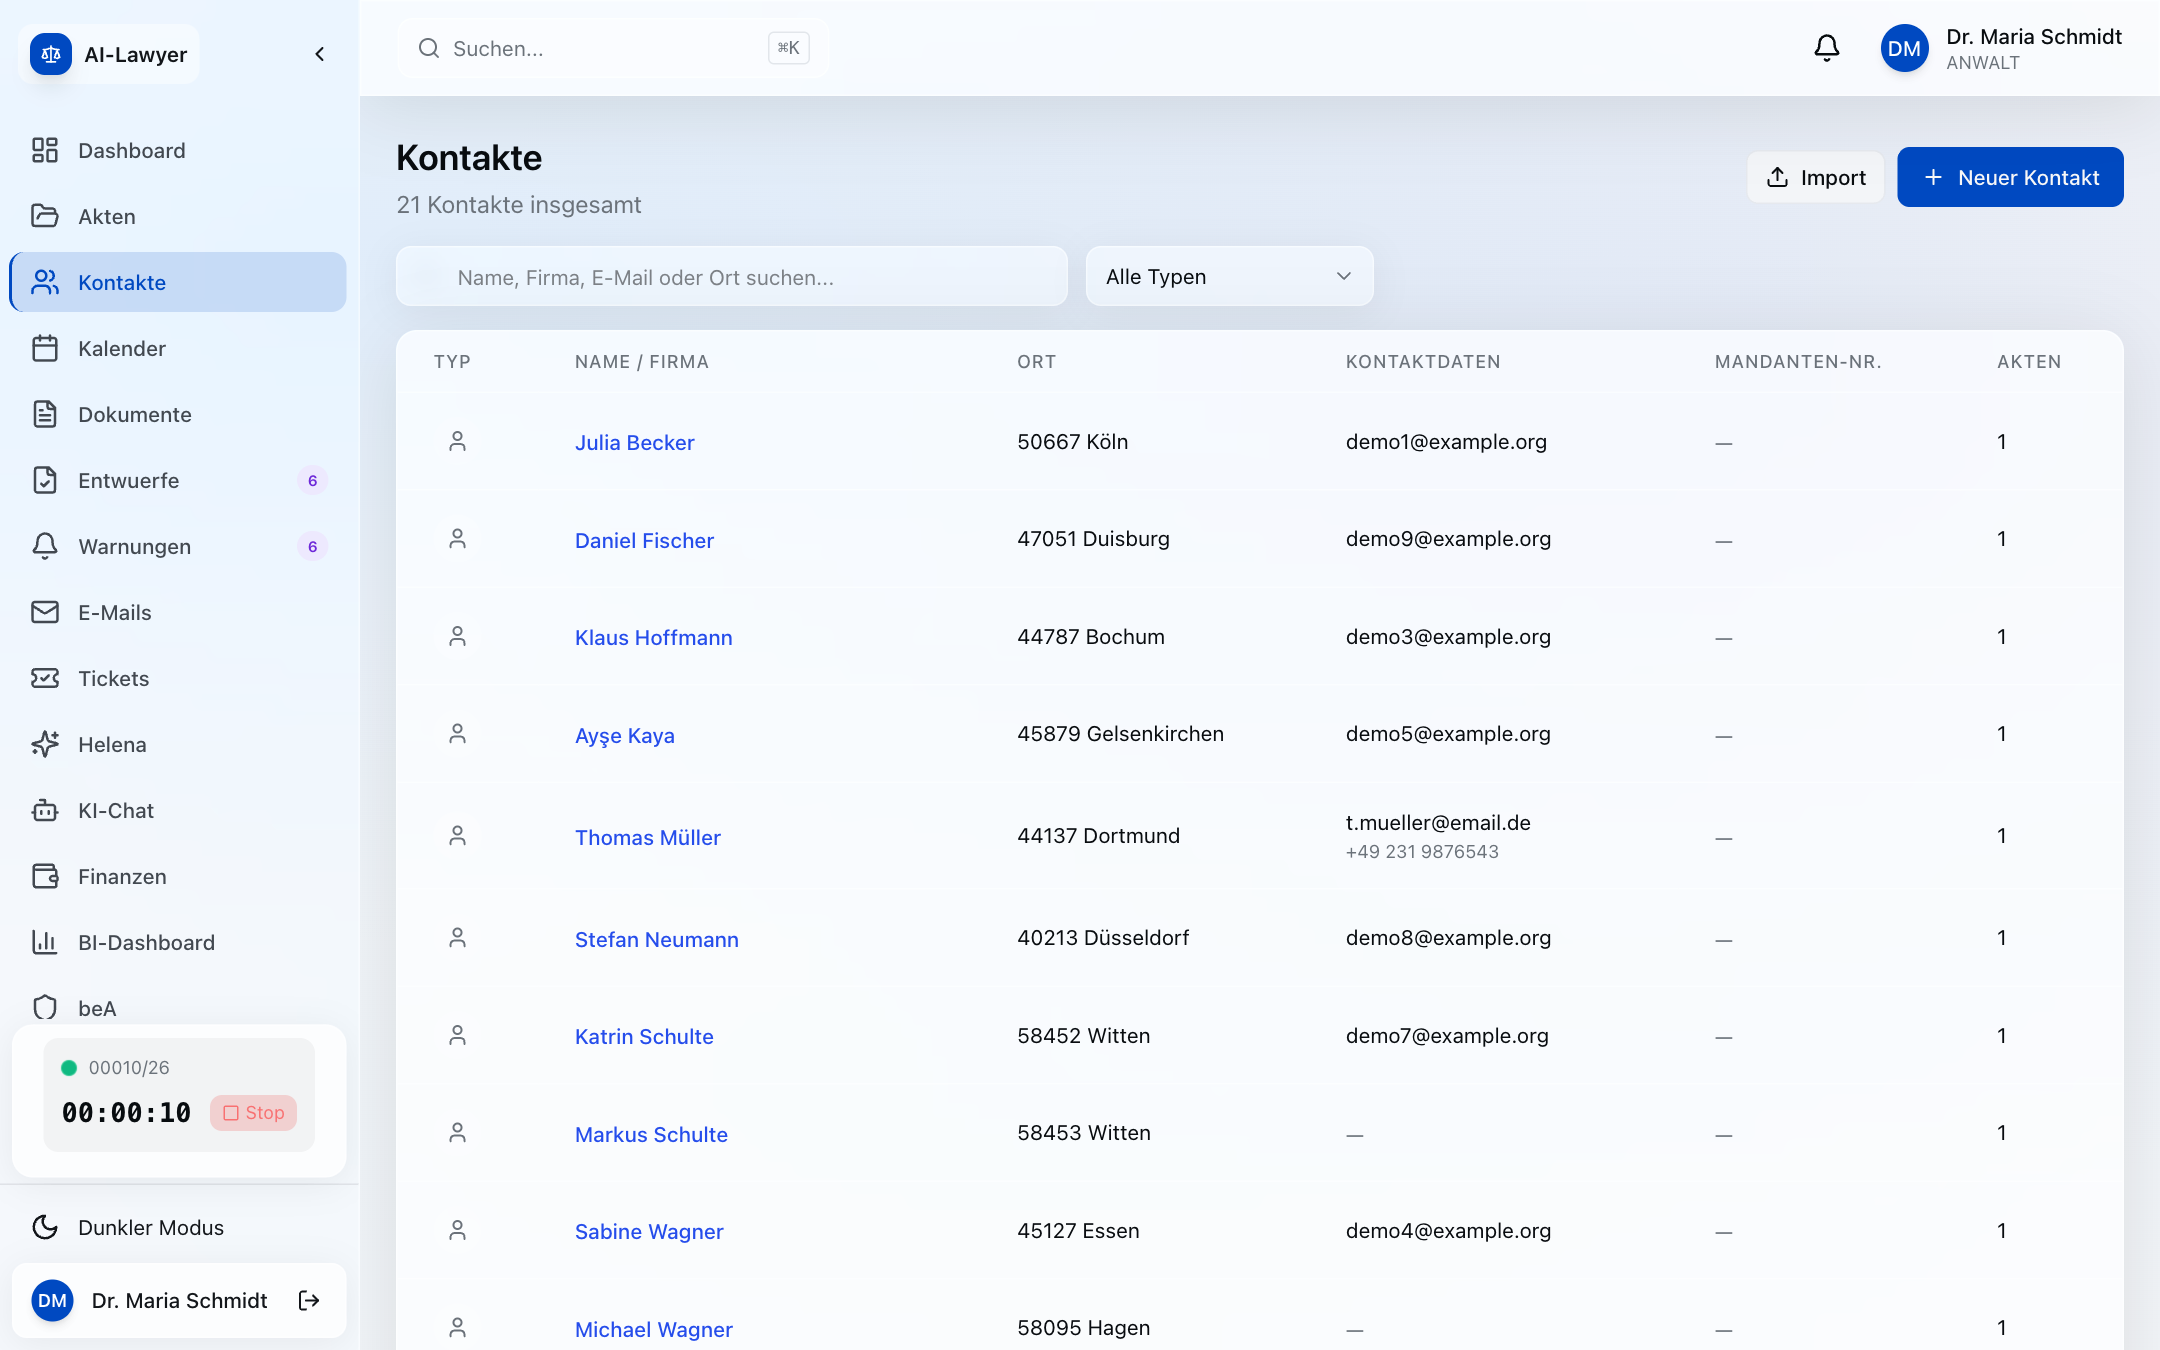 AI-Lawyer
Dashboard
Akten
Kontakte
Kalender
Dokumente
Entwuerfe 6
Warnungen 6
E-Mails
Tickets
Helena
KI-Chat
Finanzen
BI-Dashboard
beA
00010/26
00:00:10 Stop
Dunkler Modus
DM Dr. Maria Schmidt
Suchen... ⌘K
DM Dr. Maria Schmidt
ANWALT
Kontakte
21 Kontakte insgesamt
Import
Neuer Kontakt
Name, Firma, E-Mail oder Ort suchen...
Alle Typen
TYP NAME / FIRMA ORT KONTAKTDATEN MANDANTEN-NR. AKTEN
Julia Becker 50667 Köln demo1@example.org — 1
Daniel Fischer 47051 Duisburg demo9@example.org — 1
Klaus Hoffmann 44787 Bochum demo3@example.org — 1
Ayşe Kaya 45879 Gelsenkirchen demo5@example.org — 1
Thomas Müller 44137 Dortmund t.mueller@email.de — 1
+49 231 9876543
Stefan Neumann 40213 Düsseldorf demo8@example.org — 1
Katrin Schulte 58452 Witten demo7@example.org — 1
Markus Schulte 58453 Witten — — 1
Sabine Wagner 45127 Essen demo4@example.org — 1
Michael Wagner 58095 Hagen — — 1